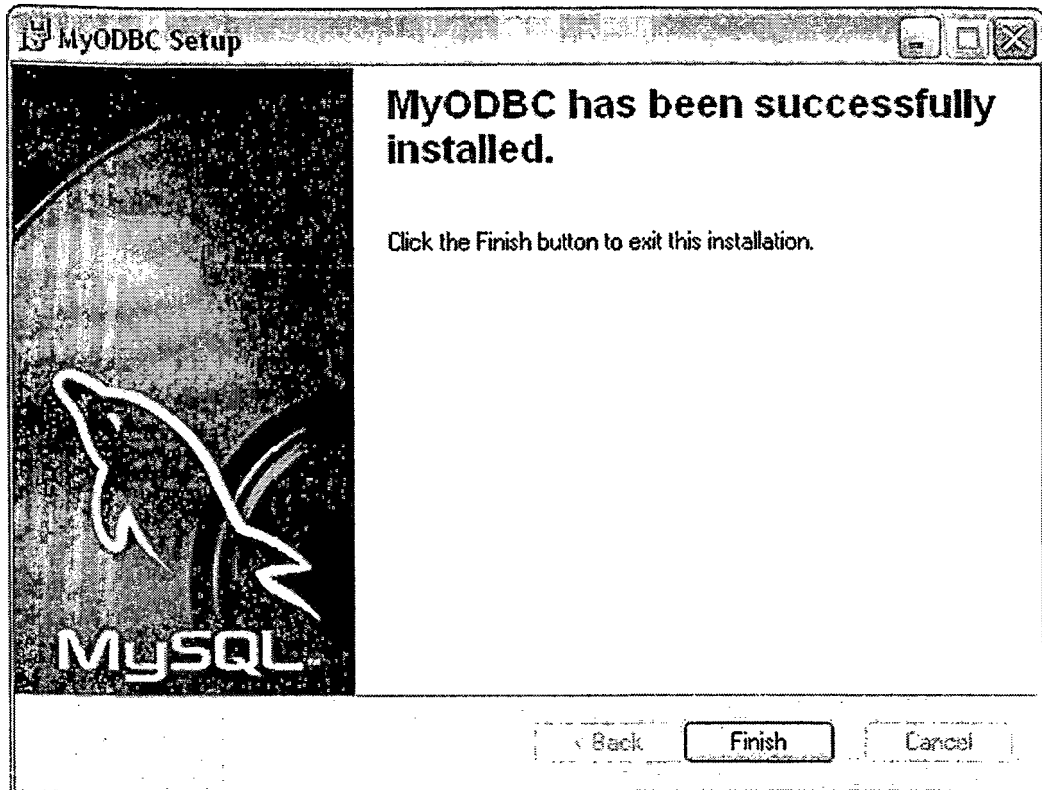 MyODBC Setup
MyODBC has been successfully
installed.
Click the Finish button to exit this installation.
MySQL
< Back
Finish
Cancel